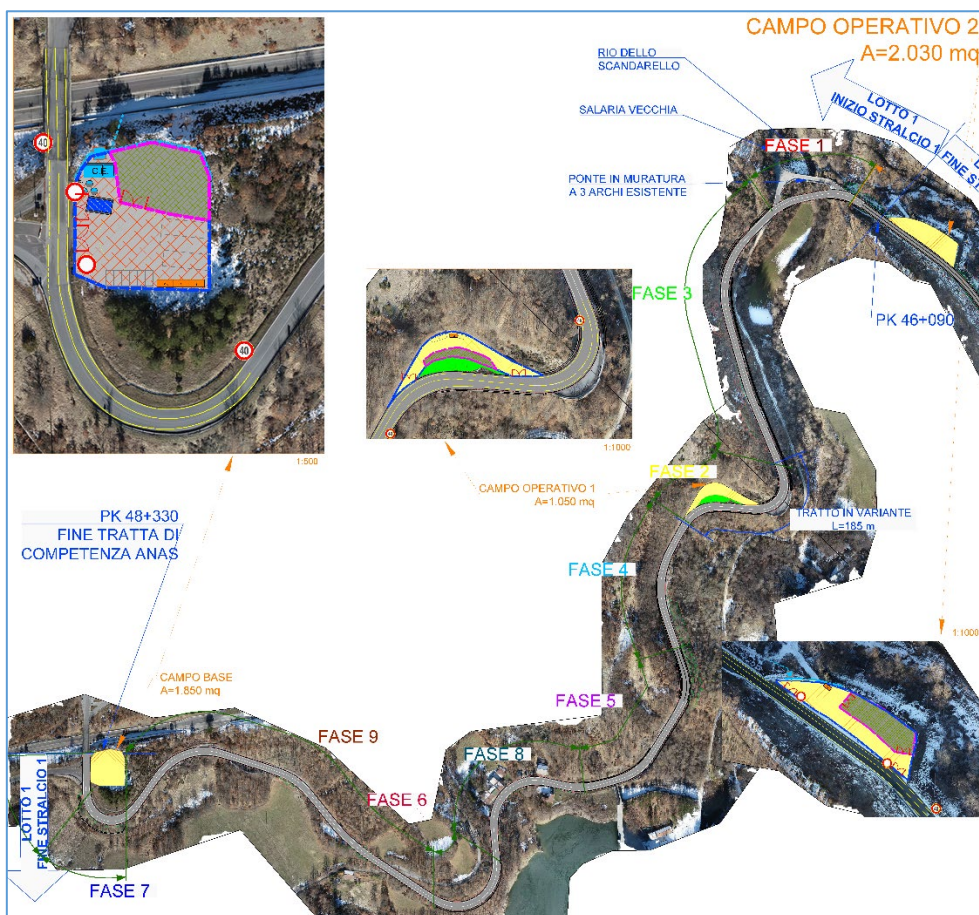 CAMPO OPERATIVO 2
A=2.030 mq
RIO DELLO
SCANDARELLO
SALARIA VECCHIA
LOTTO 1
INIZIO STRALCIO 1
FINE
FASE 1
PONTE IN MURATURA
A 3 ARCHI ESISTENTE
40
C.E.
40
1:500
FASE 3
PK 46+090
1:1000
CAMPO OPERATIVO 1
A=1.050 mq
FASE 2
TRATTO IN VARIANTE
L=185 m
PK 48+330
FINE TRATTA DI
COMPETENZA ANAS
FASE 4
1:1000
CAMPO BASE
A=1.850 mq
FASE 5
FASE 9
FASE 8
FASE 6
LOTTO 1
FINE STRALCIO 1
FASE 7